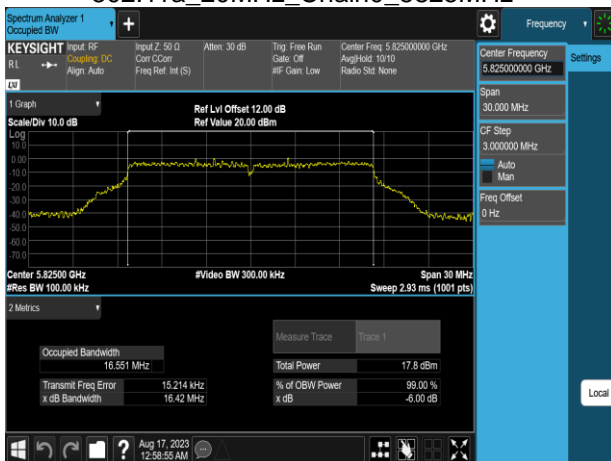 802.11a_20MHz_Chain0_5825MHz
Spectrum Analyzer 1
Occupied BW
Frequency
KEYSIGHT
R L
LXI
Input: RF
Coupling: DC
Align: Auto
Input Z: 50 Ω
Corr CCorr
Freq Ref: Int (S)
Atten: 30 dB
Trig: Free Run
Gate: Off
#IF Gain: Low
Center Freq: 5.825000000 GHz
Avg|Hold: 10/10
Radio Std: None
Center Frequency
5.825000000 GHz
Settings
Span
30.000 MHz
CF Step
3.000000 MHz
Auto
Man
Freq Offset
0 Hz
1 Graph
Scale/Div 10.0 dB
Ref Lvl Offset 12.00 dB
Ref Value 20.00 dBm
Log
10.0
0.00
-10.0
-20.0
-30.0
-40.0
-50.0
-60.0
-70.0
Center 5.82500 GHz
#Video BW 300.00 kHz
Span 30 MHz
#Res BW 100.00 kHz
Sweep 2.93 ms (1001 pts)
2 Metrics
Measure Trace
Trace 1
Occupied Bandwidth
16.551 MHz
Total Power
17.8 dBm
Transmit Freq Error
15.214 kHz
% of OBW Power
99.00 %
x dB Bandwidth
16.42 MHz
x dB
-6.00 dB
Local
?
Aug 17, 2023
12:58:55 AM